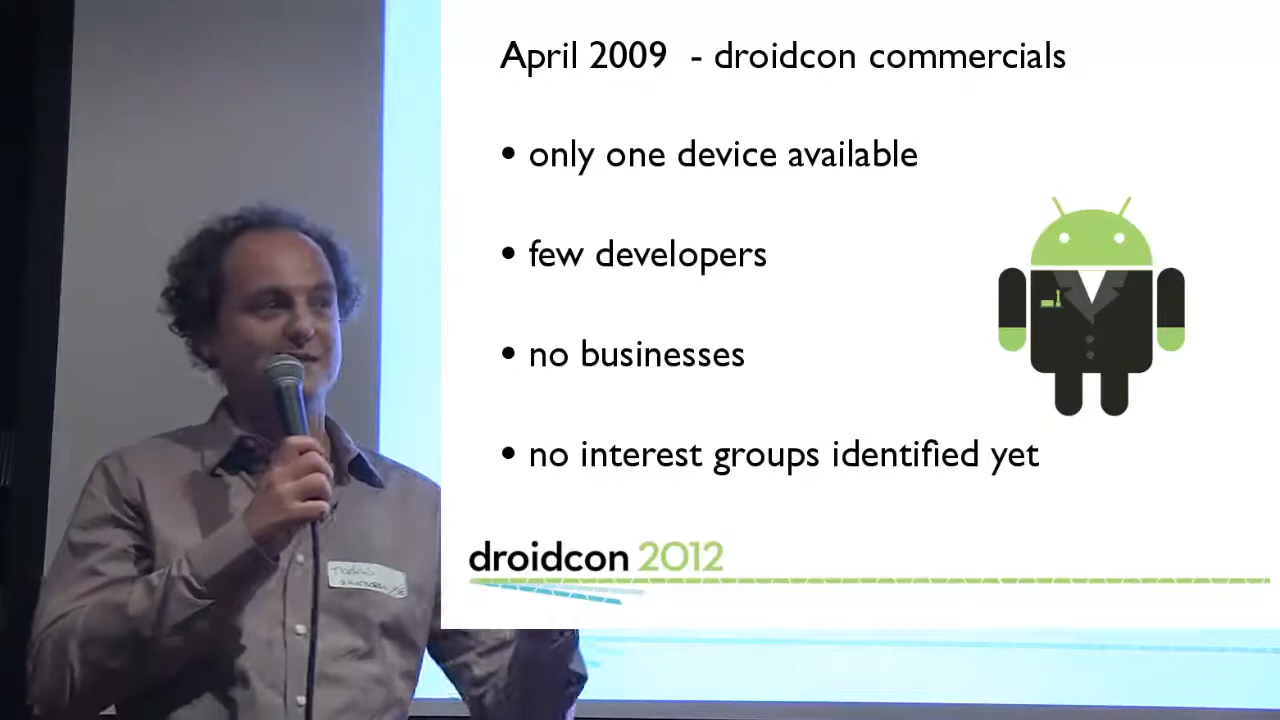 April 2009 - droidcon commercials
• only one device available
• few developers
• no businesses
• no interest groups identified yet
droidcon 2012